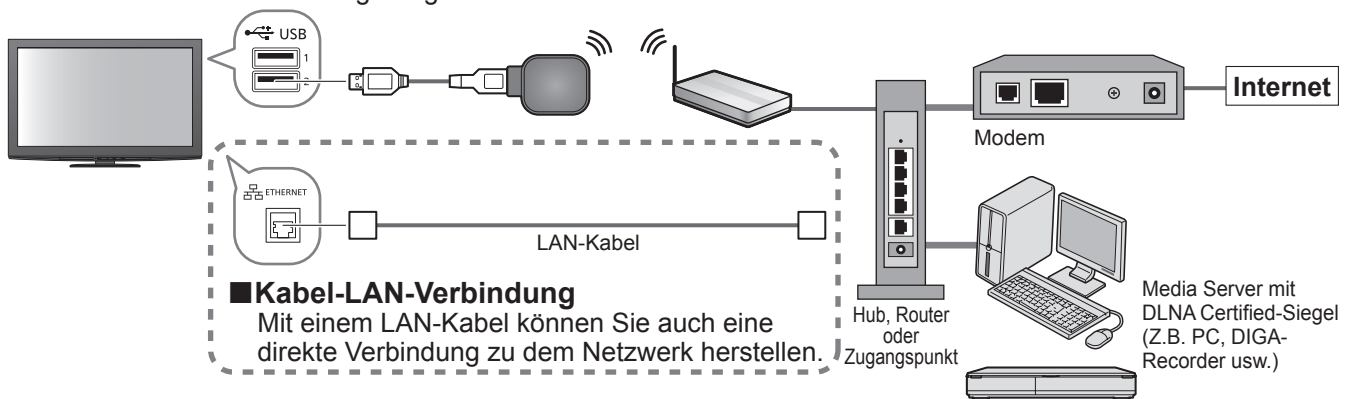 USB
1
2
Internet
Modem
ETHERNET
LAN-Kabel
■Kabel-LAN-Verbindung
Mit einem LAN-Kabel können Sie auch eine
direkte Verbindung zu dem Netzwerk herstellen.
Hub, Router
oder
Zugangspunkt
Media Server mit
DLNA Certified-Siegel
(Z.B. PC, DIGA-
Recorder usw.)